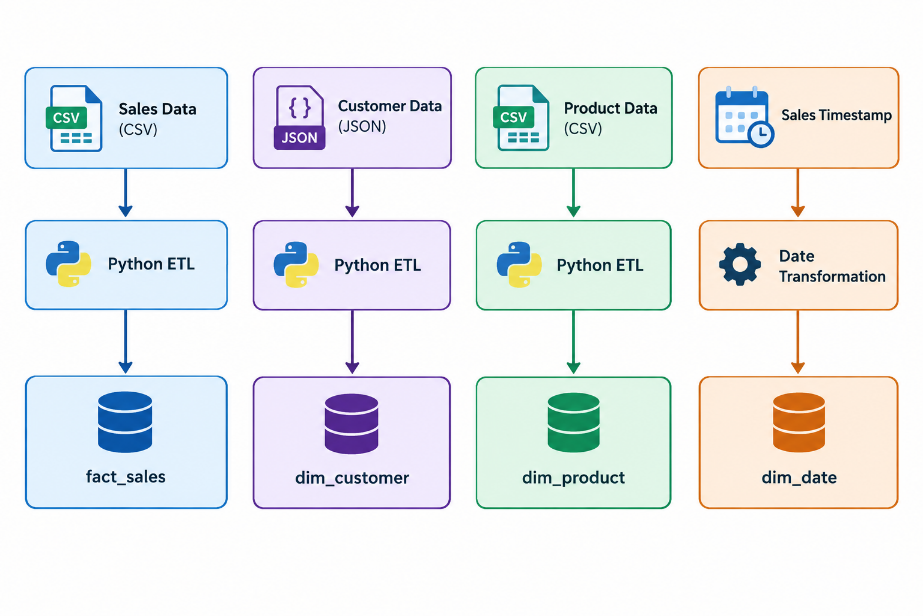 CSV
Sales Data
(CSV)
{ }
JSON
Customer Data
(JSON)
CSV
Product Data
(CSV)
Sales Timestamp
Python ETL
Python ETL
Python ETL
Date
Transformation
fact_sales
dim_customer
dim_product
dim_date